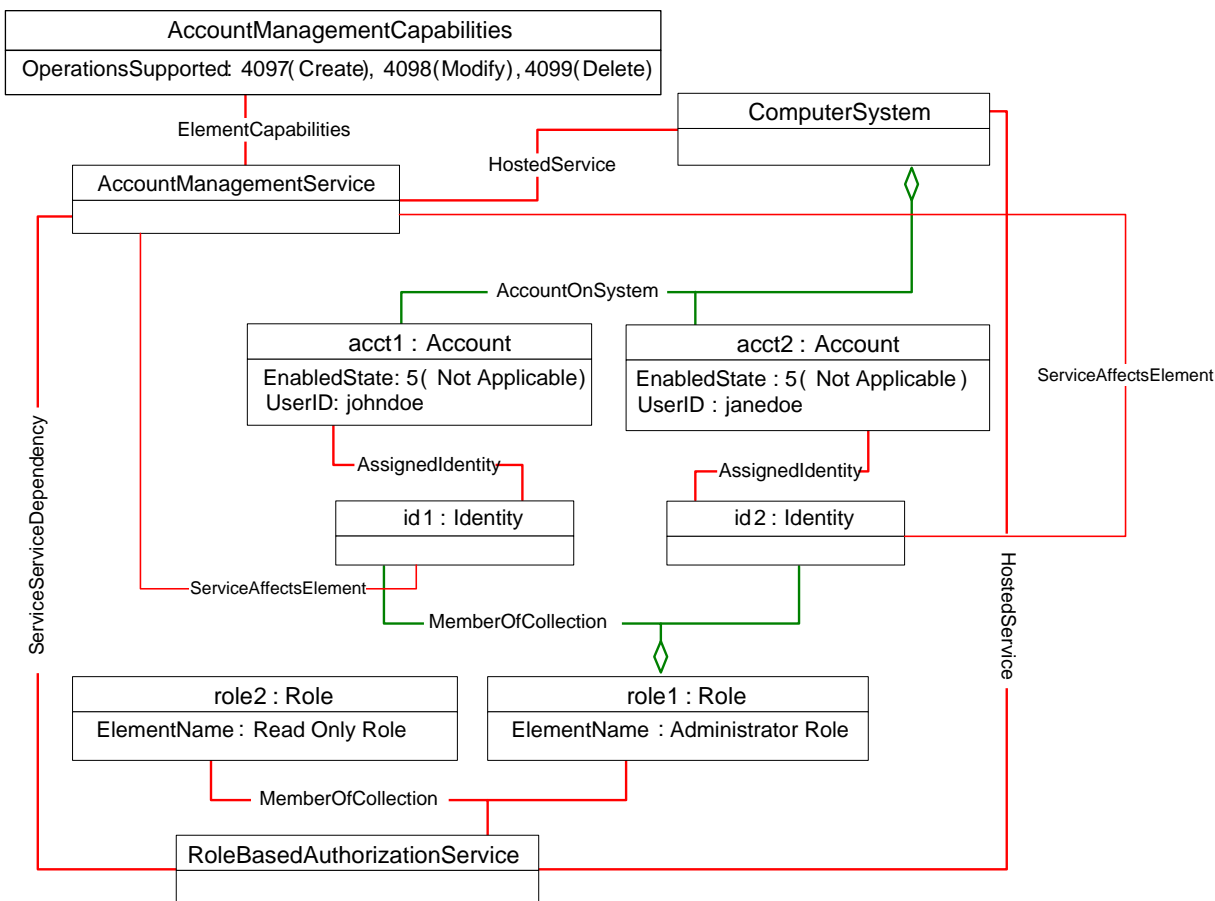 AccountManagementCapabilities
OperationsSupported: 4097(Create), 4098(Modify), 4099(Delete)
ElementCapabilities
ComputerSystem
HostedService
AccountManagementService
AccountOnSystem
acct1 : Account
EnabledState: 5( Not Applicable)
UserID: johndoe
acct2 : Account
EnabledState : 5( Not Applicable )
UserID : janedoe
ServiceAffectsElement
AssignedIdentity
AssignedIdentity
ServiceServiceDependency
id1 : Identity
id2 : Identity
ServiceAffectsElement
HostedService
MemberOfCollection
role2 : Role
ElementName : Read Only Role
role1 : Role
ElementName : Administrator Role
MemberOfCollection
RoleBasedAuthorizationService